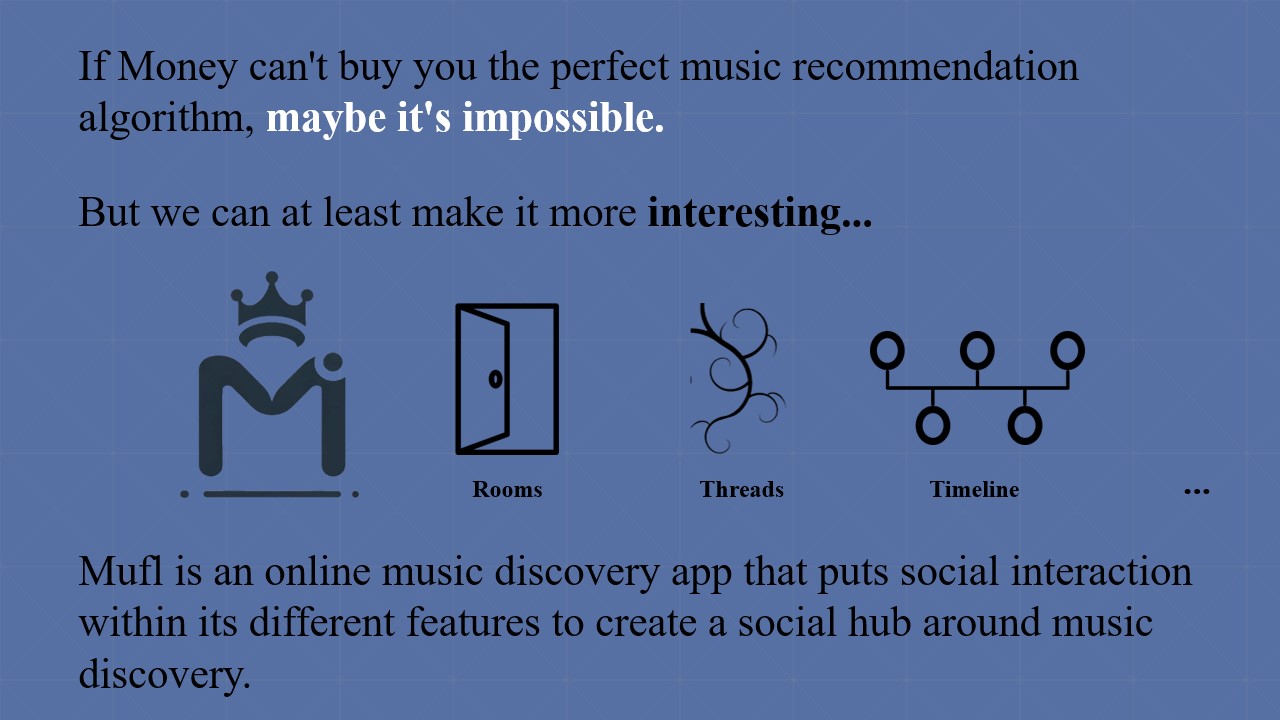 If Money can't buy you the perfect music recommendation
algorithm, maybe it's impossible.
But we can at least make it more interesting...
Rooms Threads Timeline ...
Mufl is an online music discovery app that puts social interaction
within its different features to create a social hub around music
discovery.